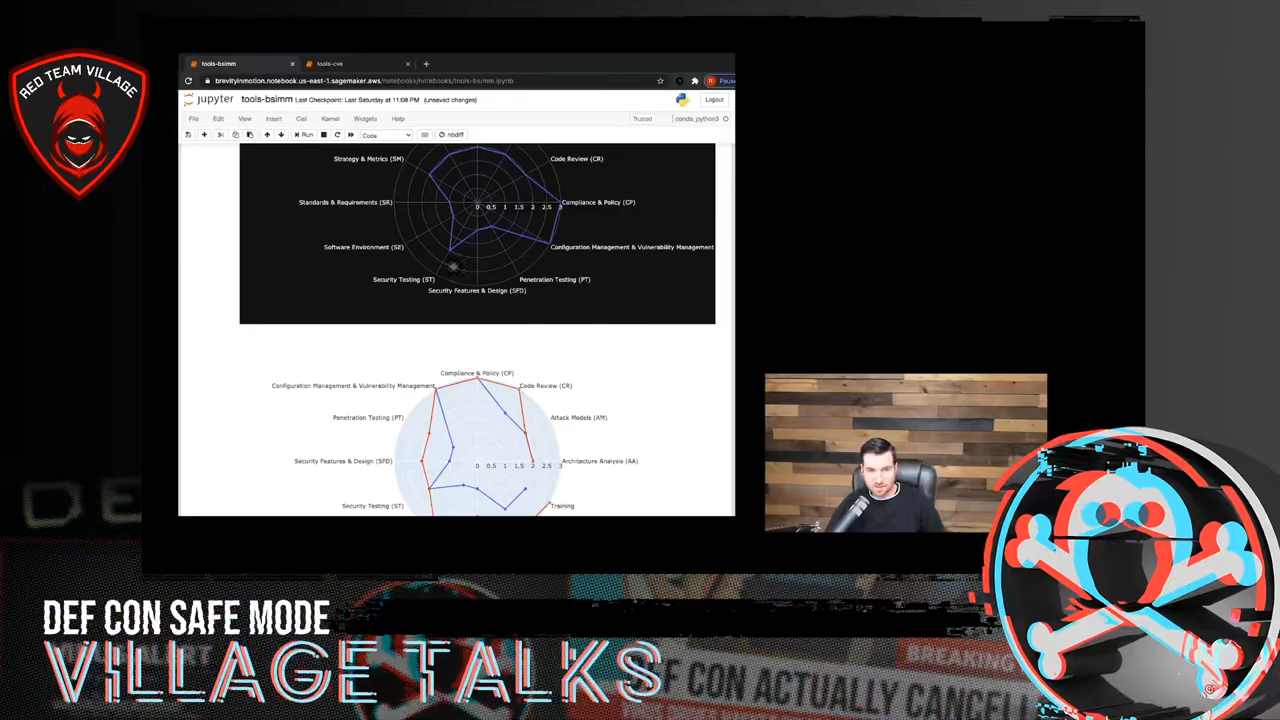 RED TEAM VILLAGE
tools-bsimm
tools-cve
brevityinmotion.notebook.us-east-1.sagemaker.aws/notebooks/notebooks/tools-bsimm.ipynb
Paus
jupyter tools-bsimm Last Checkpoint: Last Saturday at 11:08 PM (unsaved changes)
Logout
File Edit View Insert Cell Kernel Widgets Help
Trusted conda_python3
Run Code nbdiff
Strategy & Metrics (SM)
Code Review (CR)
Standards & Requirements (SR)
0 0.5 1 1.5 2 2.5 3
Compliance & Policy (CP)
Software Environment (SE)
Configuration Management & Vulnerability Management
Security Testing (ST)
Penetration Testing (PT)
Security Features & Design (SFD)
Compliance & Policy (CP)
Configuration Management & Vulnerability Management
Code Review (CR)
Penetration Testing (PT)
Attack Models (AM)
Security Features & Design (SFD)
0 0.5 1 1.5 2 2.5 3
Architecture Analysis (AA)
Security Testing (ST)
Training
DEF CON SAFE MODE
VILLAGE TALKS
DEF CON ACTUALLY CANCEL
BREAKIN